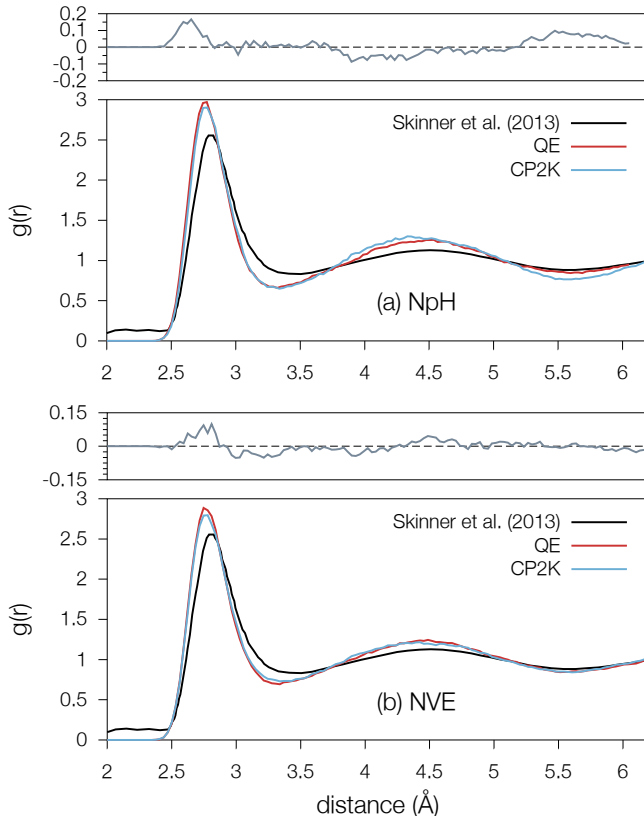 0.2
0.1
0
-0.1
0.2
3
2.5
2
1.5
1
0.5
0
g(r)
Skinner et al. (2013)
QE
CP2K
(a) NpH
2 2.5 3 3.5 4 4.5 5 5.5 6
0.15
0
-0.15
3
2.5
2
1.5
1
0.5
0
g(r)
Skinner et al. (2013)
QE
CP2K
(b) NVE
2 2.5 3 3.5 4 4.5 5 5.5 6
distance (Å)